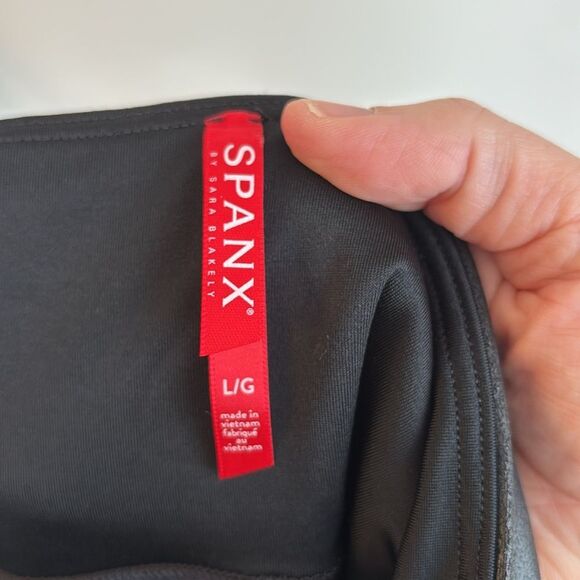 SPANX®
BY SARA BLAKELY
L/G
made in
vietnam
fabriqué
au
vietnam